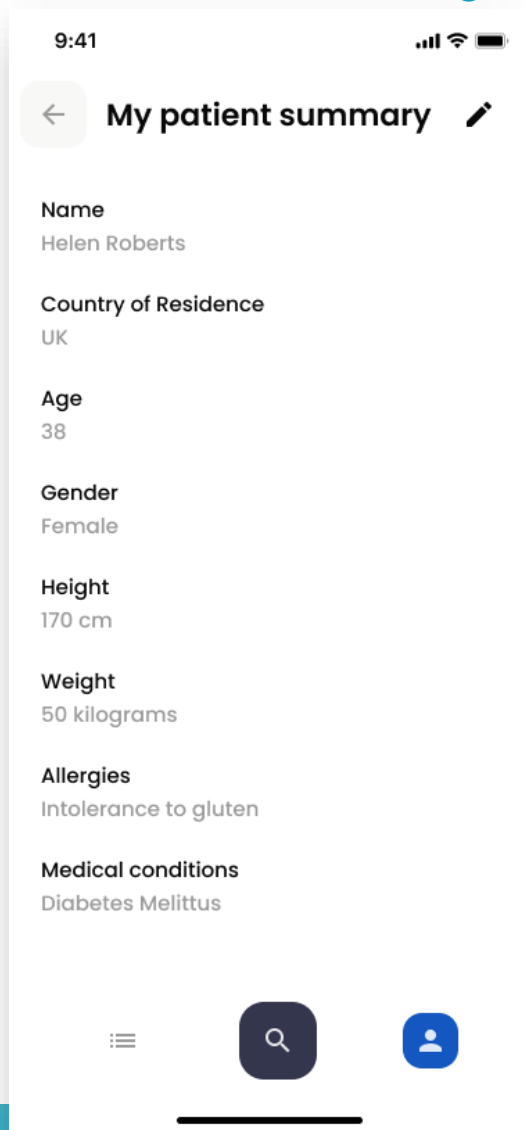 9:41
My patient summary
Name
Helen Roberts
Country of Residence
UK
Age
38
Gender
Female
Height
170 cm
Weight
50 kilograms
Allergies
Intolerance to gluten
Medical conditions
Diabetes Melittus